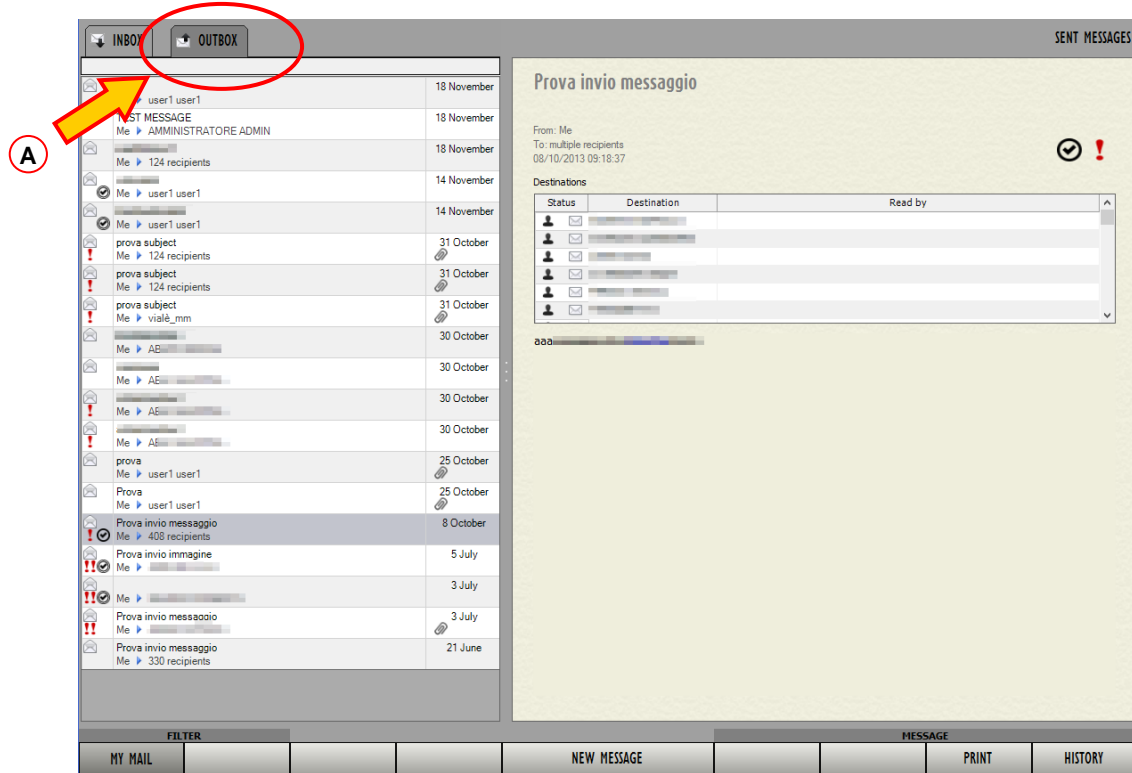 INBOX
OUTBOX
SENT MESSAGES
A
18 November
user1 user1
TEST MESSAGE
18 November
Me AMMINISTRATORE ADMIN
18 November
Me 124 recipients
14 November
Me user1 user1
14 November
Me user1 user1
prova subject
31 October
Me 124 recipients
prova subject
31 October
Me 124 recipients
prova subject
31 October
Me vialè_mm
30 October
Me
30 October
Me
30 October
Me
30 October
Me
prova
25 October
Me user1 user1
Prova
25 October
Me user1 user1
Prova invio messaggio
8 October
Me 408 recipients
Prova invio immagine
5 July
Me
3 July
Me
Prova invio messaggio
3 July
Me
Prova invio messaggio
21 June
Me 330 recipients
Prova invio messaggio
From: Me
To: multiple recipients
08/10/2013 09:18:37
Destinations
Status Destination Read by
aaa
FILTER
MESSAGE
MY MAIL
NEW MESSAGE
PRINT
HISTORY